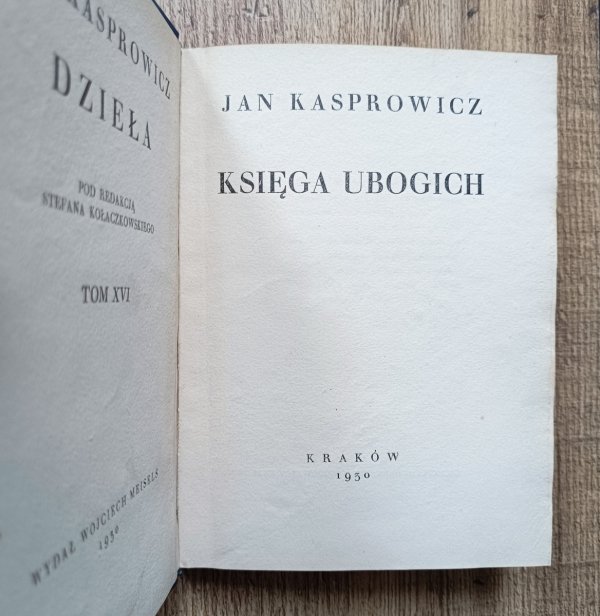 KASPROWICZ
DZIEŁA
POD REDAKCJĄ
STEFANA KOŁACZKOWSKIEGO
TOM XVI
WYDAŁ WOJCIECH MEISELS
1930
JAN KASPROWICZ
KSIĘGA UBOGICH
KRAKÓW
1930